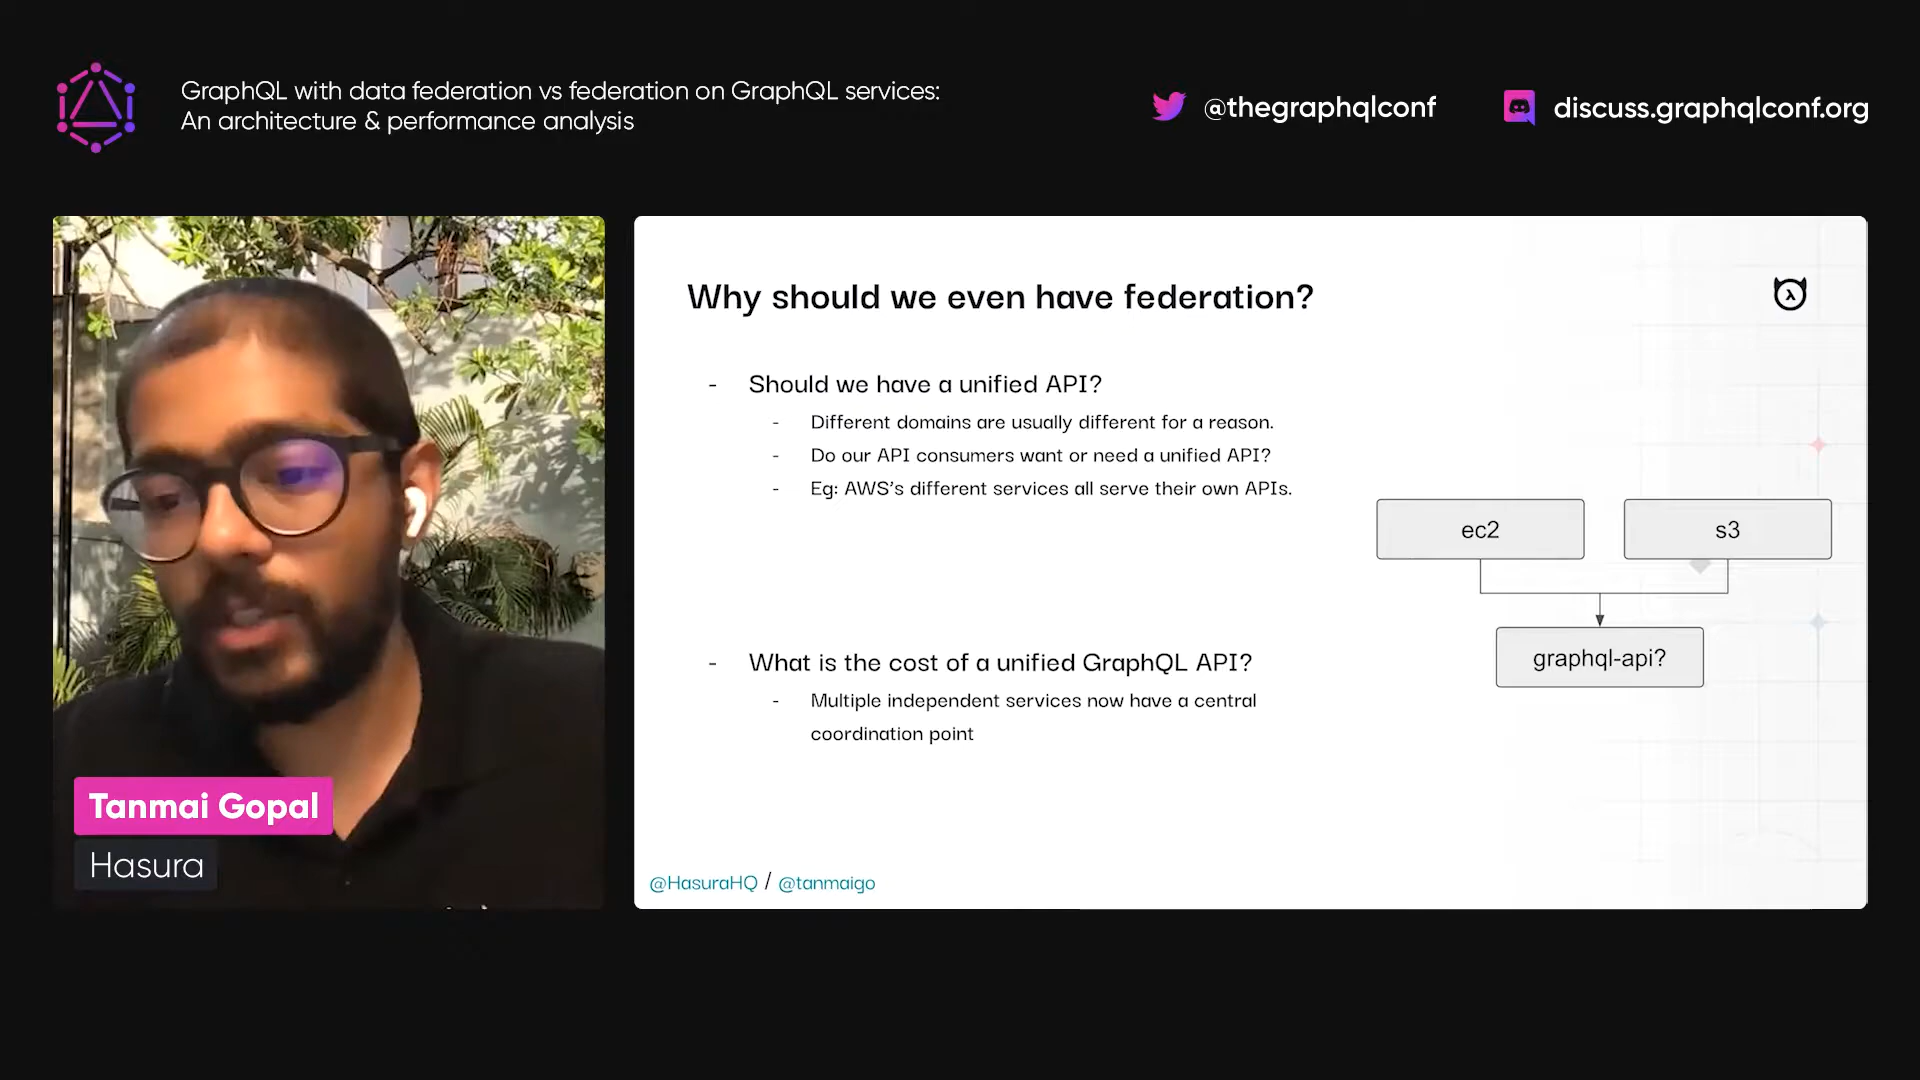 GraphQL with data federation vs federation on GraphQL services:
An architecture & performance analysis
@thegraphqlconf
discuss.graphqlconf.org
Tanmai Gopal
Hasura
Why should we even have federation?
- Should we have a unified API?
- Different domains are usually different for a reason.
- Do our API consumers want or need a unified API?
- Eg: AWS's different services all serve their own APIs.
- What is the cost of a unified GraphQL API?
- Multiple independent services now have a central
coordination point
ec2
s3
graphql-api?
@HasuraHQ / @tanmaigo